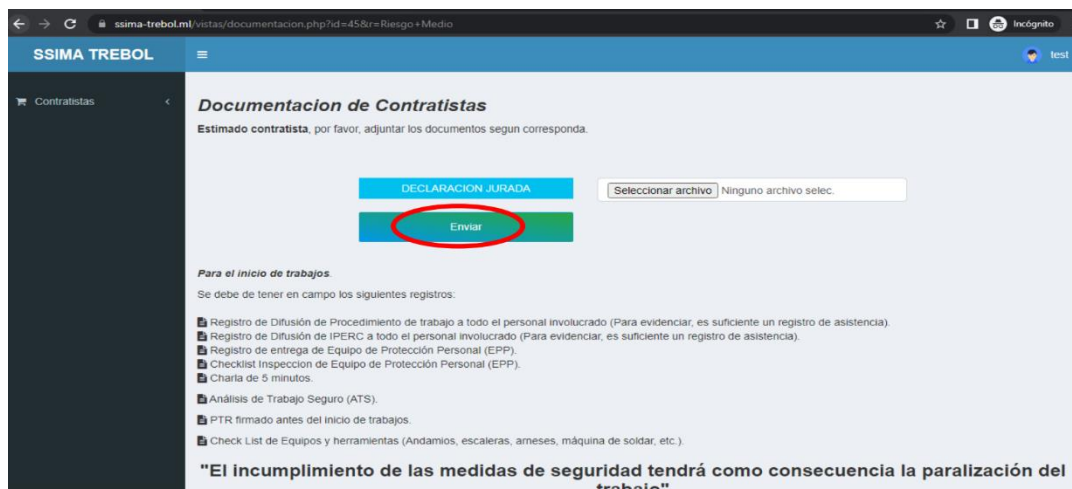 ssima-trebol.ml/vistas/documentacion.php?id=45&r=Riesgo+Medio
Incógnito
SSIMA TREBOL
test
Contratistas
Documentacion de Contratistas
Estimado contratista, por favor, adjuntar los documentos segun corresponda.
DECLARACION JURADA
Seleccionar archivo Ninguno archivo selec.
Enviar
Para el inicio de trabajos.
Se debe de tener en campo los siguientes registros:
Registro de Difusión de Procedimiento de trabajo a todo el personal involucrado (Para evidenciar, es suficiente un registro de asistencia).
Registro de Difusión de IPERC a todo el personal involucrado (Para evidenciar, es suficiente un registro de asistencia).
Registro de entrega de Equipo de Protección Personal (EPP).
Checklist Inspeccion de Equipo de Protección Personal (EPP).
Charla de 5 minutos.
Análisis de Trabajo Seguro (ATS).
PTR firmado antes del inicio de trabajos.
Check List de Equipos y herramientas (Andamios, escaleras, arneses, máquina de soldar, etc.).
"El incumplimiento de las medidas de seguridad tendrá como consecuencia la paralización del
trabajo"